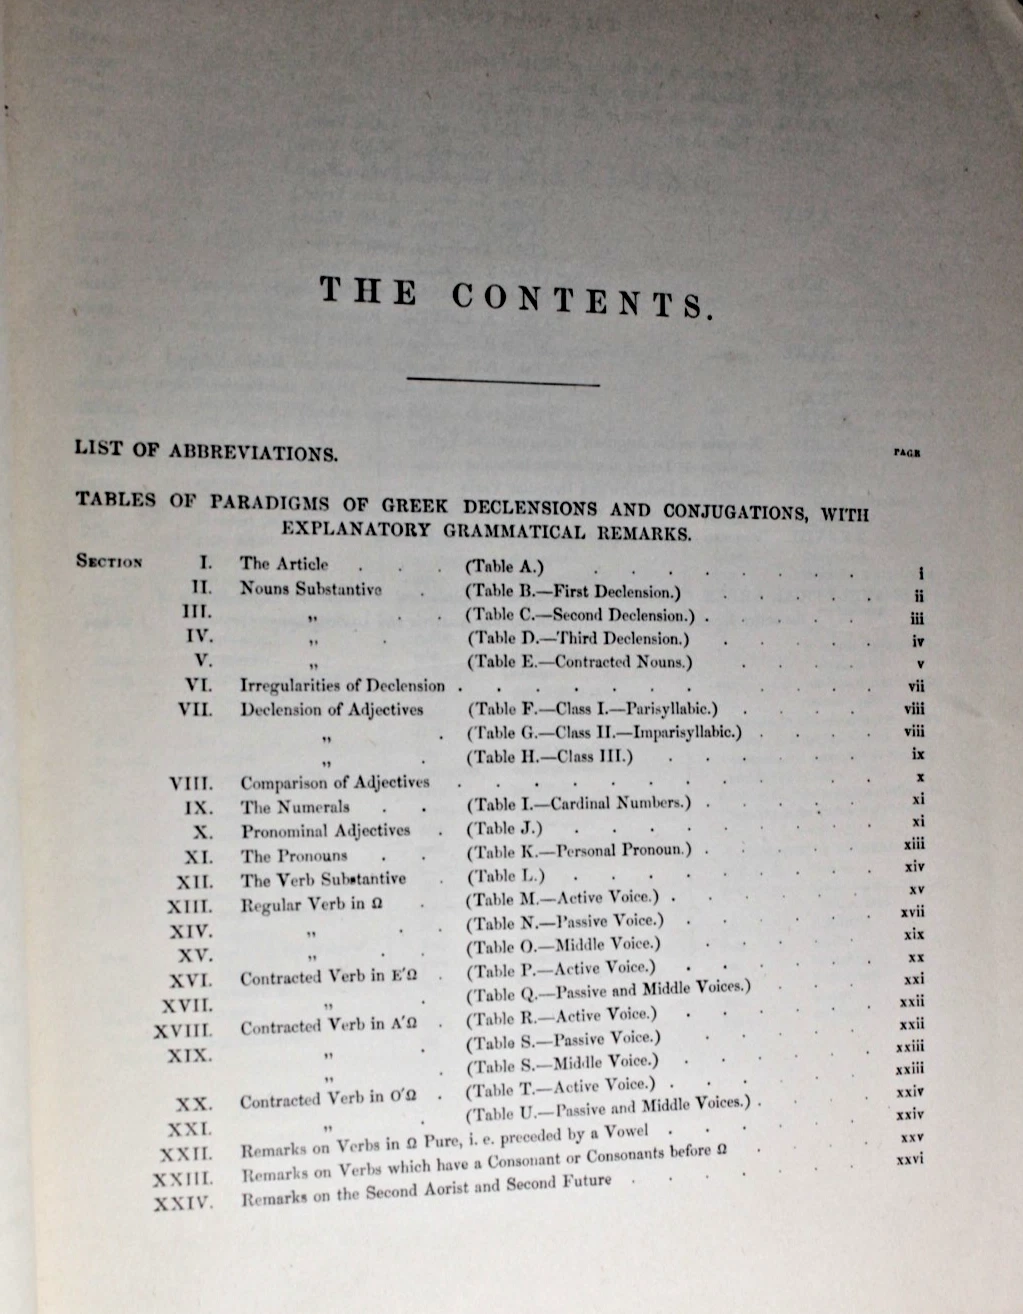 THE CONTENTS.
LIST OF ABBREVIATIONS. PAGE
TABLES OF PARADIGMS OF GREEK DECLENSIONS AND CONJUGATIONS, WITH
EXPLANATORY GRAMMATICAL REMARKS.
SECTION I. The Article . . . (Table A.) . . . . . . . . i
II. Nouns Substantive . (Table B.—First Declension.) . . . . . ii
III. „ . . (Table C.—Second Declension.) . . . . . iii
IV. „ . (Table D.—Third Declension.) . . . . . iv
V. „ (Table E.—Contracted Nouns.) . . . . v
VI. Irregularities of Declension . . . . . . . . . . . vii
VII. Declension of Adjectives (Table F.—Class I.—Parisyllabic.) . . . . viii
„ . (Table G.—Class II.—Imparisyllabic.) . . . . viii
„ . (Table H.—Class III.) . . . . . . ix
VIII. Comparison of Adjectives . . . . . . . . . . . x
IX. The Numerals . . (Table I.—Cardinal Numbers.) . . . . . xi
X. Pronominal Adjectives . (Table J.) . . . . . . . . xi
XI. The Pronouns . . (Table K.—Personal Pronoun.) . . . . . xiii
XII. The Verb Substantive . (Table L.) . . . . . . . . xiv
XIII. Regular Verb in Ω . (Table M.—Active Voice.) . . . . . . xv
XIV. „ . . (Table N.—Passive Voice.) . . . . . xvii
XV. „ . . (Table O.—Middle Voice.) . . . . . xix
XVI. Contracted Verb in Ε´Ω . (Table P.—Active Voice.) . . . . . . xx
XVII. „ . (Table Q.—Passive and Middle Voices.) . . . xxi
XVIII. Contracted Verb in Α´Ω . (Table R.—Active Voice.) . . . . . . xxii
XIX. „ . (Table S.—Passive Voice.) . . . . . xxii
„ . (Table S.—Middle Voice.) . . . . . xxiii
XX. Contracted Verb in Ο´Ω . (Table T.—Active Voice.) . . . . . . xxiii
XXI. „ . (Table U.—Passive and Middle Voices.) . . . . xxiv
XXII. Remarks on Verbs in Ω Pure, i. e. preceded by a Vowel . . . . . . xxiv
XXIII. Remarks on Verbs which have a Consonant or Consonants before Ω . . . . xxv
XXIV. Remarks on the Second Aorist and Second Future . . . . . . . xxvi